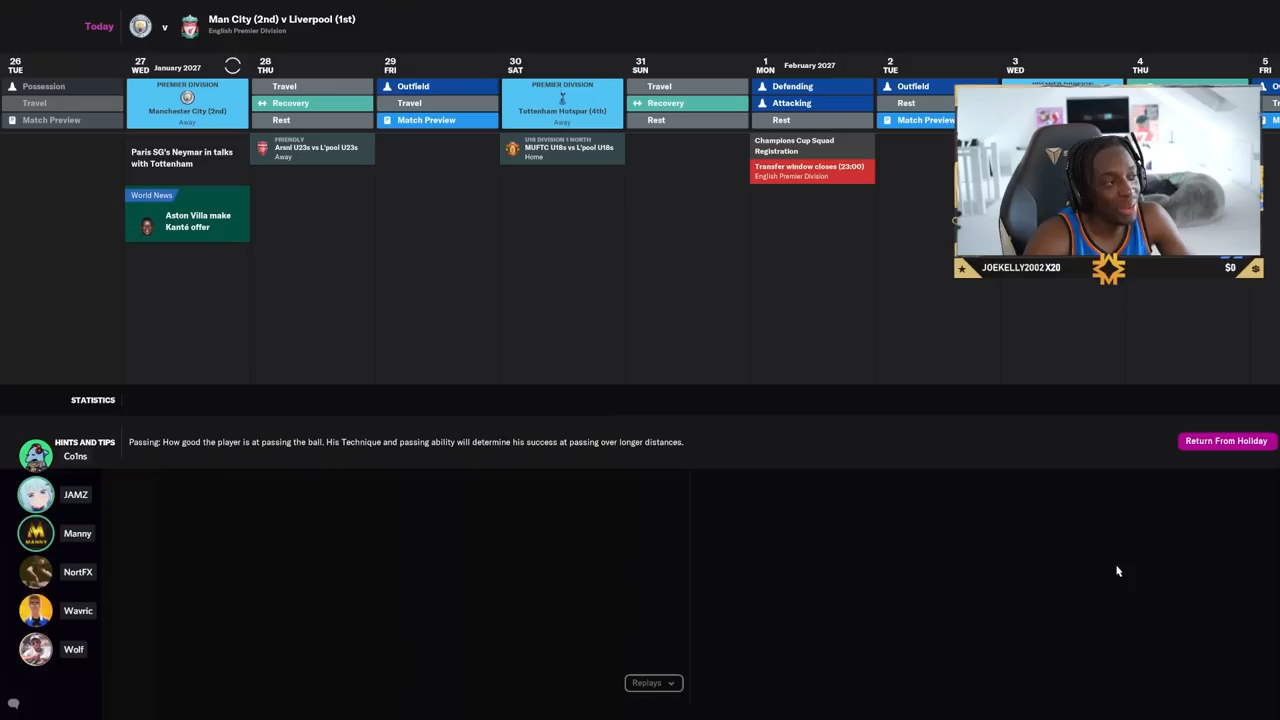 Today
v
Man City (2nd) v Liverpool (1st)
English Premier Division
26
TUE
27
WED
January 2027
28
THU
29
FRI
30
SAT
31
SUN
1
MON
February 2027
2
TUE
3
WED
4
THU
5
FRI
Possession
Travel
Match Preview
PREMIER DIVISION
Manchester City (2nd)
Away
Travel
Recovery
Rest
Outfield
Travel
Match Preview
PREMIER DIVISION
Tottenham Hotspur (4th)
Away
Travel
Recovery
Rest
Defending
Attacking
Rest
Outfield
Rest
Match Preview
Paris SG's Neymar in talks
with Tottenham
World News
Aston Villa make
Kanté offer
FRIENDLY
Arsnl U23s vs L'pool U23s
Away
U18 DIVISION 1 NORTH
MUFTC U18s vs L'pool U18s
Home
Champions Cup Squad
Registration
Transfer window closes (23:00)
English Premier Division
JOEKELLY2002 X20
$0
STATISTICS
HINTS AND TIPS
Passing: How good the player is at passing the ball. His Technique and passing ability will determine his success at passing over longer distances.
Return From Holiday
Co1ns
JAMZ
Manny
NortFX
Wavric
Wolf
Replays